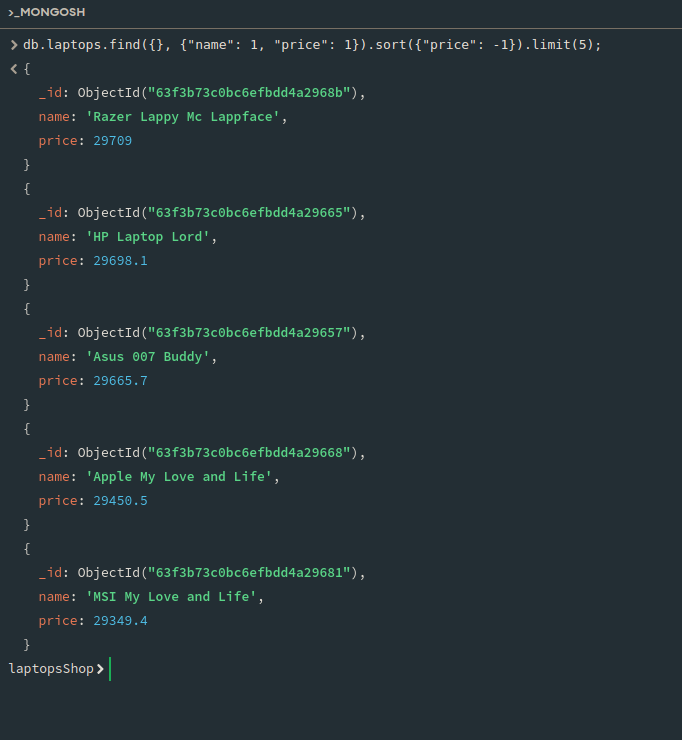 >_MONGOSH
> db.laptops.find({}, {"name": 1, "price": 1}).sort({"price": -1}).limit(5);
< {
_id: ObjectId("63f3b73c0bc6efbdd4a2968b"),
name: 'Razer Lappy Mc Lappface',
price: 29709
}
{
_id: ObjectId("63f3b73c0bc6efbdd4a29665"),
name: 'HP Laptop Lord',
price: 29698.1
}
{
_id: ObjectId("63f3b73c0bc6efbdd4a29657"),
name: 'Asus 007 Buddy',
price: 29665.7
}
{
_id: ObjectId("63f3b73c0bc6efbdd4a29668"),
name: 'Apple My Love and Life',
price: 29450.5
}
{
_id: ObjectId("63f3b73c0bc6efbdd4a29681"),
name: 'MSI My Love and Life',
price: 29349.4
}
laptopsShop>